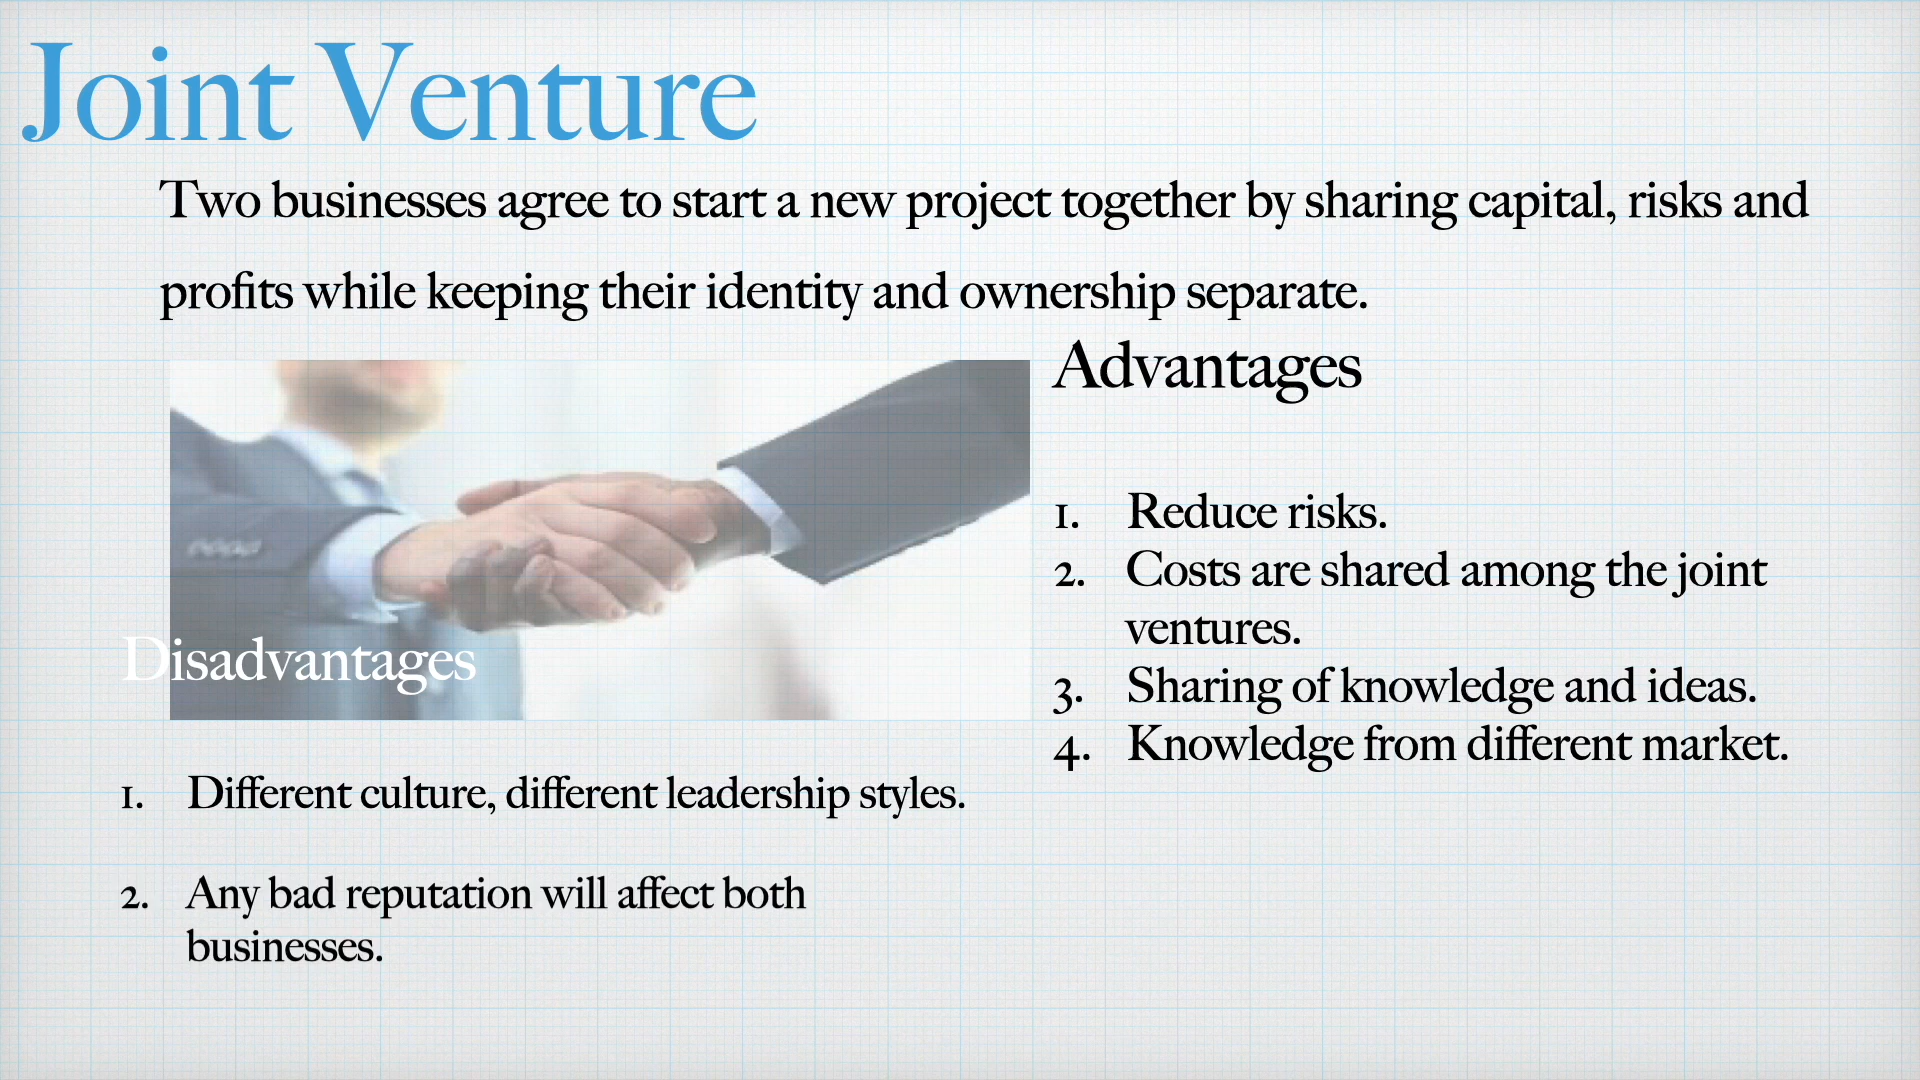 Joint Venture
Two businesses agree to start a new project together by sharing capital, risks and
profits while keeping their identity and ownership separate.
Advantages
1. Reduce risks.
2. Costs are shared among the joint
ventures.
3. Sharing of knowledge and ideas.
4. Knowledge from different market.
Disadvantages
1. Different culture, different leadership styles.
2. Any bad reputation will affect both
businesses.